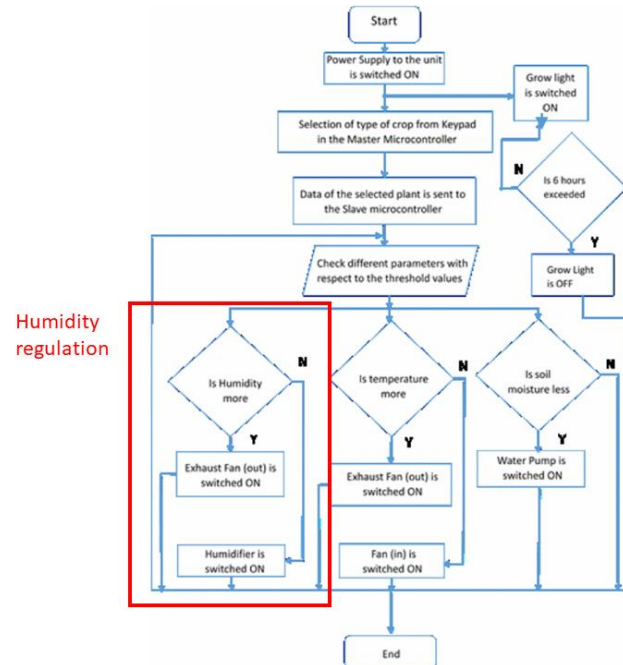 Start
Power Supply to the unit
is switched ON
Grow light
is switched
ON
Selection of type of crop from Keypad
in the Master Microcontroller
N
Is 6 hours
exceeded
Data of the selected plant is sent to
the Slave microcontroller
Y
Check different parameters with
respect to the threshold values
Grow Light
is OFF
Humidity
regulation
N
Is Humidity
more
Y
N
Is temperature
more
Y
N
Is soil
moisture less
Y
Exhaust Fan (out) is
switched ON
Exhaust Fan (out) is
switched ON
Water Pump is
switched ON
Humidifier is
switched ON
Fan (in) is
switched ON
End